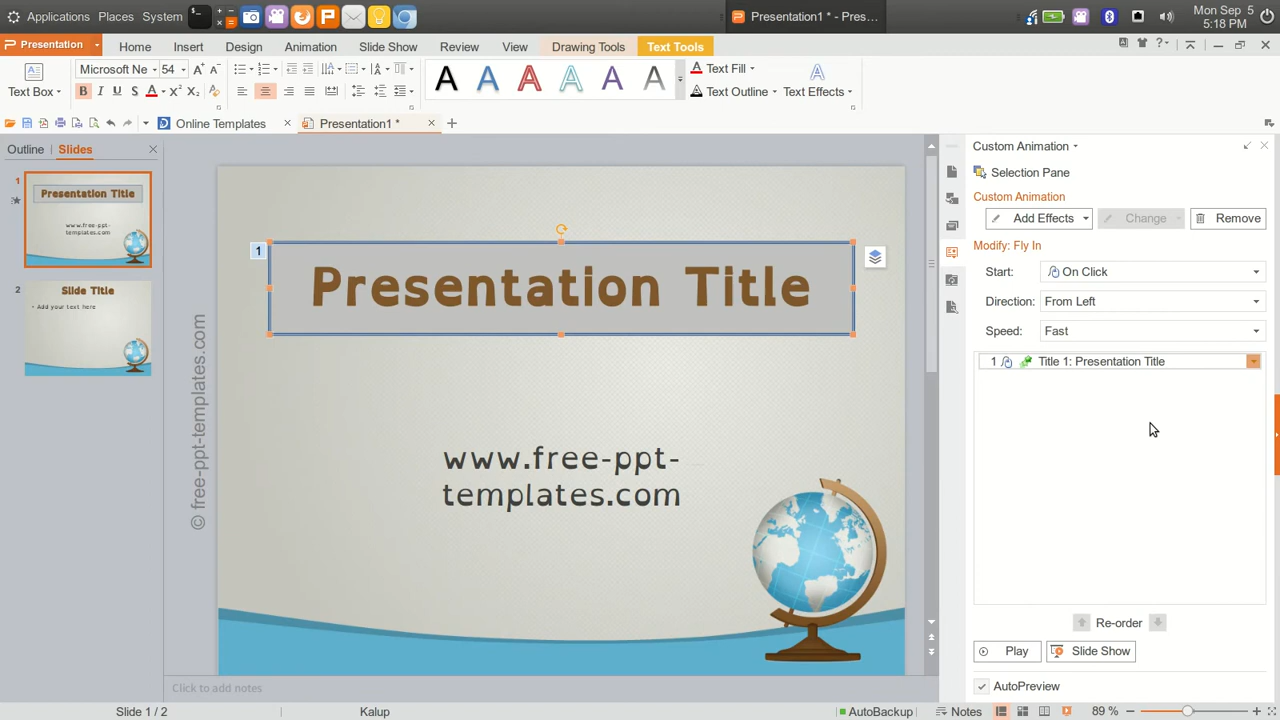 Applications Places System
Presentation1 * - Pres...
Mon Sep 5
5:18 PM
Presentation
Home Insert Design Animation Slide Show Review View Drawing Tools Text Tools
Text Box
Microsoft Ne 54
B I U S A X² X₂
A A A A A A
Text Fill
Text Outline
Text Effects
Online Templates
Presentation1 *
Outline Slides
1
Presentation Title
www.free-ppt-
templates.com
2
Slide Title
• Add your text here
© free-ppt-templates.com
1
Presentation Title
www.free-ppt-
templates.com
Click to add notes
Custom Animation
Selection Pane
Custom Animation
Add Effects Change Remove
Modify: Fly In
Start: On Click
Direction: From Left
Speed: Fast
1 Title 1: Presentation Title
Re-order
Play Slide Show
AutoPreview
Slide 1 / 2 Kalup AutoBackup Notes 89 %